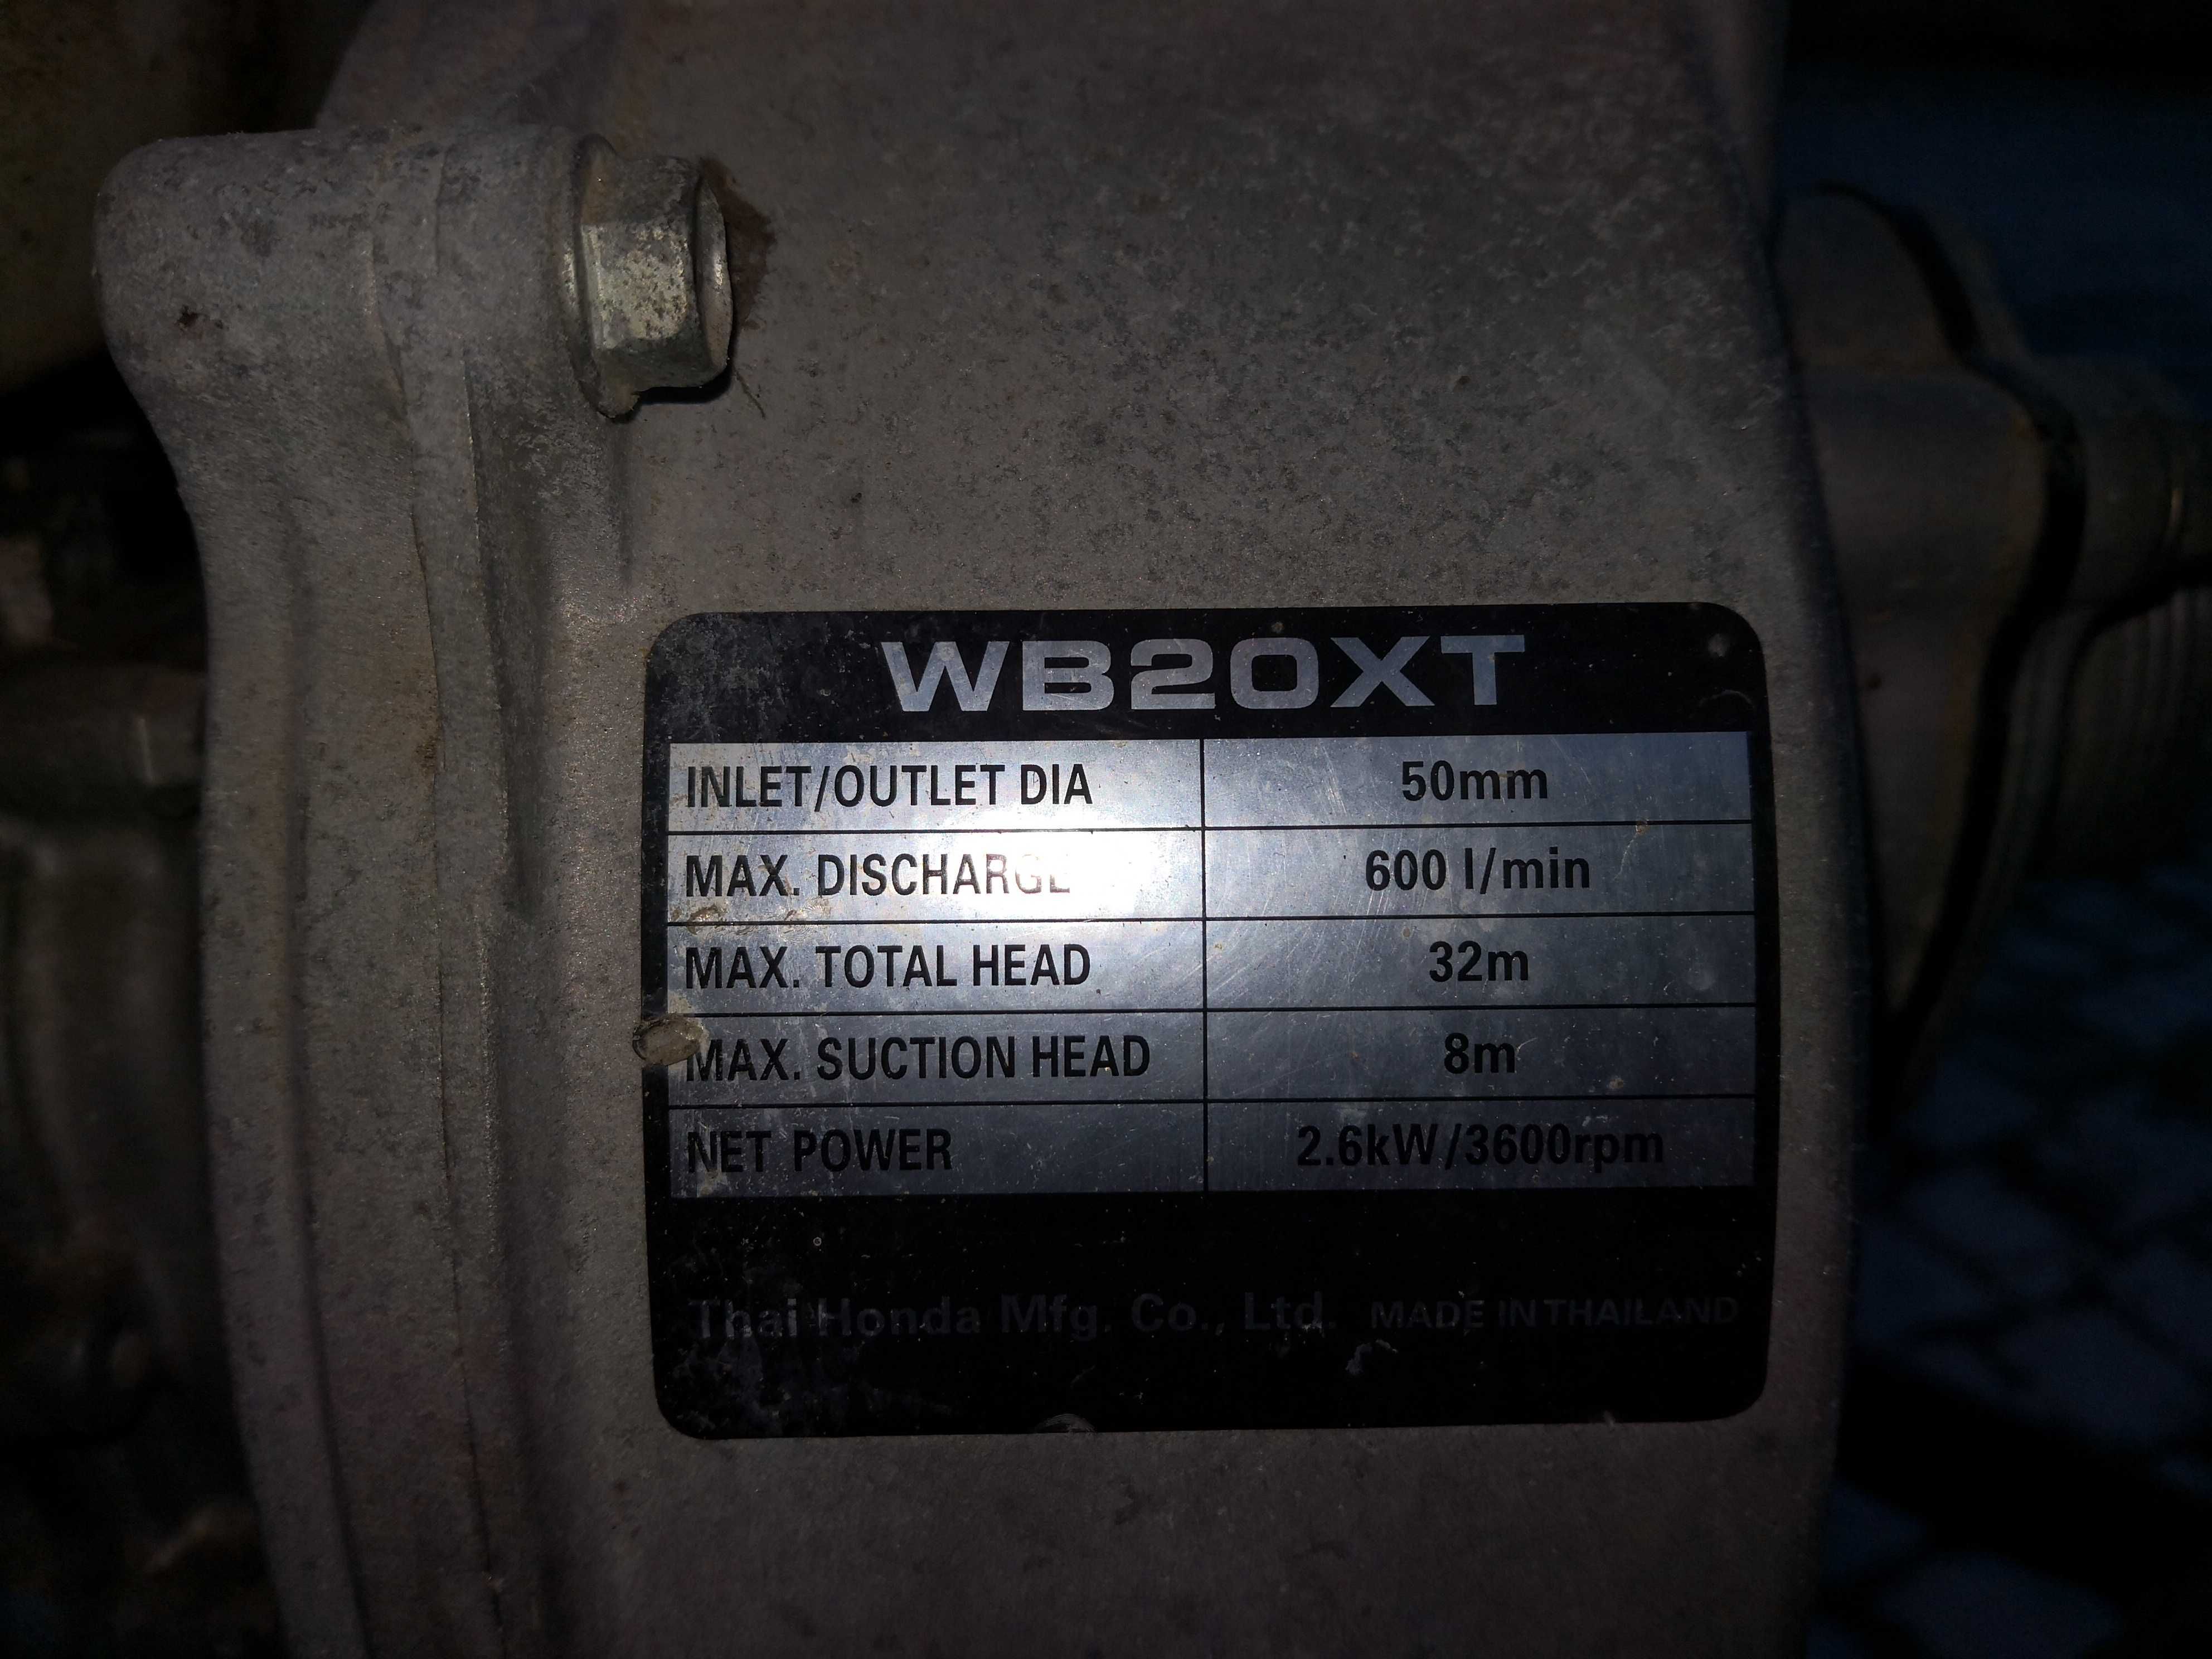 WB20XT
INLET/OUTLET DIA 50mm
MAX. DISCHARGE 600 l/min
MAX. TOTAL HEAD 32m
MAX. SUCTION HEAD 8m
NET POWER 2.6kW/3600rpm
Thai Honda Mfg. Co., Ltd. MADE IN THAILAND